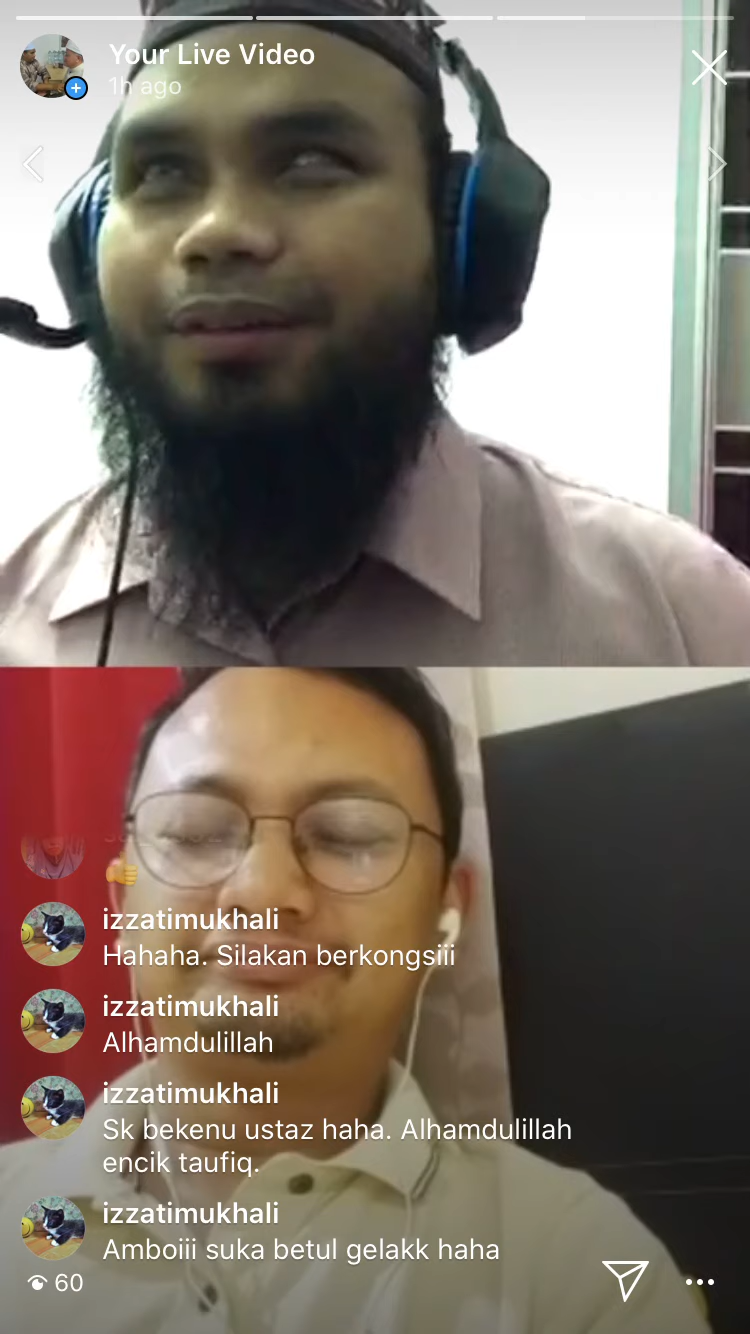 Your Live Video
1h ago
izzatimukhali
Hahaha. Silakan berkongsiii
izzatimukhali
Alhamdulillah
izzatimukhali
Sk bekenu ustaz haha. Alhamdulillah
encik taufiq.
izzatimukhali
Amboiii suka betul gelakk haha
60